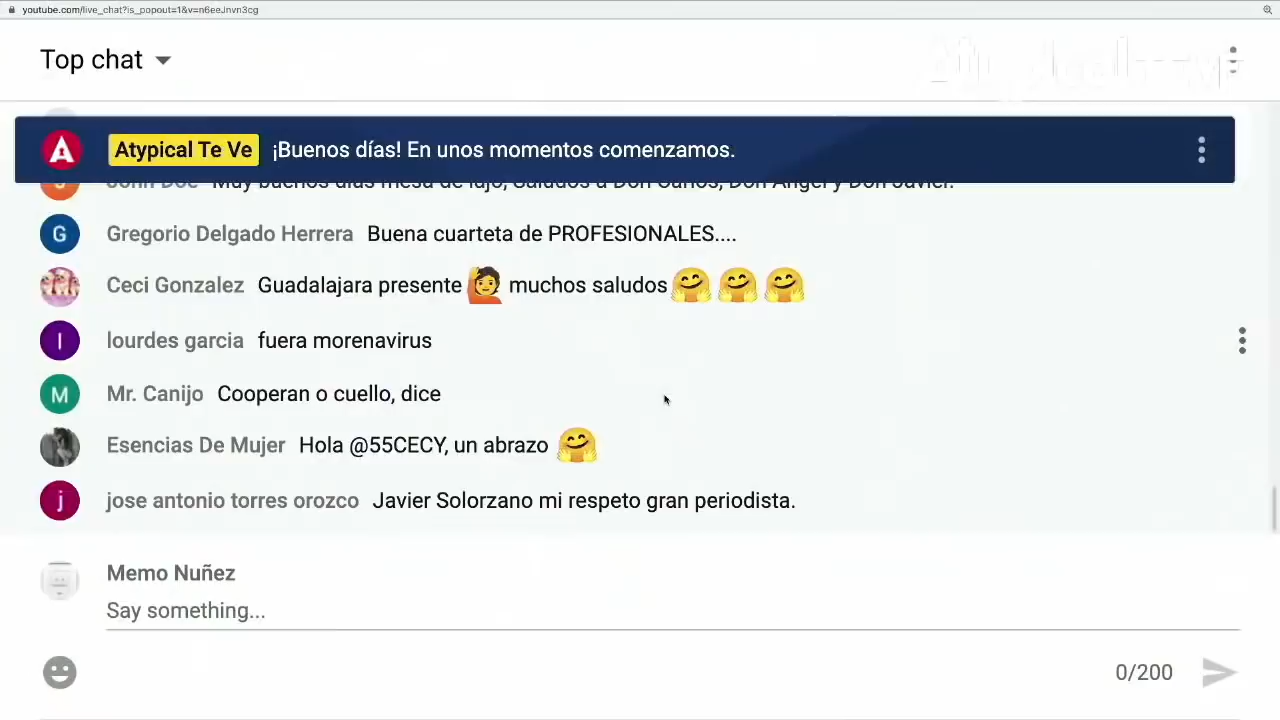 youtube.com/live_chat?is_popout=1&v=n6eeJnvn3cg
Top chat
A Atypical Te Ve ¡Buenos días! En unos momentos comenzamos.
John Doe Muy buenos días mesa de lujo, Saludos a Don Carlos, Don Angel y Don Javier.
G Gregorio Delgado Herrera Buena cuarteta de PROFESIONALES....
Ceci Gonzalez Guadalajara presente 🙋 muchos saludos 🤗🤗🤗
l lourdes garcia fuera morenavirus
M Mr. Canijo Cooperan o cuello, dice
Esencias De Mujer Hola @55CECY, un abrazo 🤗
j jose antonio torres orozco Javier Solorzano mi respeto gran periodista.
Memo Nuñez
Say something...
0/200